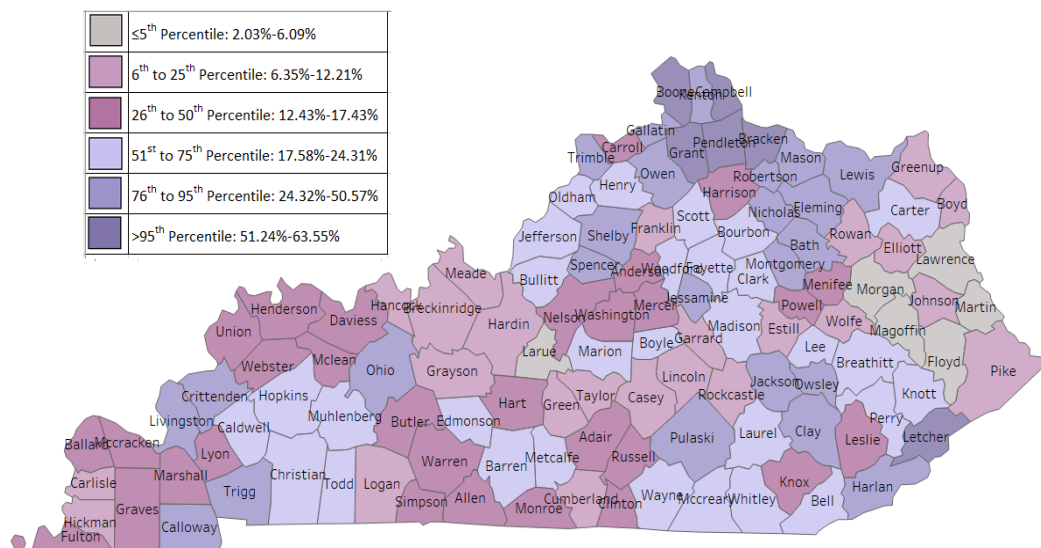 ≤5th Percentile: 2.03%-6.09%
6th to 25th Percentile: 6.35%-12.21%
26th to 50th Percentile: 12.43%-17.43%
51st to 75th Percentile: 17.58%-24.31%
76th to 95th Percentile: 24.32%-50.57%
>95th Percentile: 51.24%-63.55%
Boone Kenton Campbell
Gallatin
Carroll Grant Pendleton Bracken
Trimble Owen Robertson Mason Lewis Greenup
Henry Harrison
Oldham Nicholas Fleming Carter Boyd
Scott
Jefferson Shelby Franklin Bourbon Rowan
Bath Elliott Lawrence
Spencer Anderson Woodford Fayette Montgomery
Bullitt Clark Menifee Morgan
Meade Jessamine Johnson Martin
Henderson Hancock Breckinridge Nelson Washington Mercer Powell
Union Daviess Hardin Madison Estill Wolfe Magoffin
Webster Mclean Larue Marion Boyle Garrard Lee Floyd
Ohio Grayson Breathitt Pike
Crittenden Hopkins Lincoln Jackson Owsley Knott
Livingston Caldwell Muhlenberg Butler Edmonson Hart Green Taylor Casey Rockcastle
Perry
Ballard Mccracken Lyon Warren Adair Pulaski Laurel Clay Leslie Letcher
Marshall Christian Todd Logan Barren Metcalfe Russell
Carlisle Trigg Knox Harlan
Graves Simpson Allen Monroe Cumberland Clinton Wayne Mccreary Whitley Bell
Hickman Calloway
Fulton